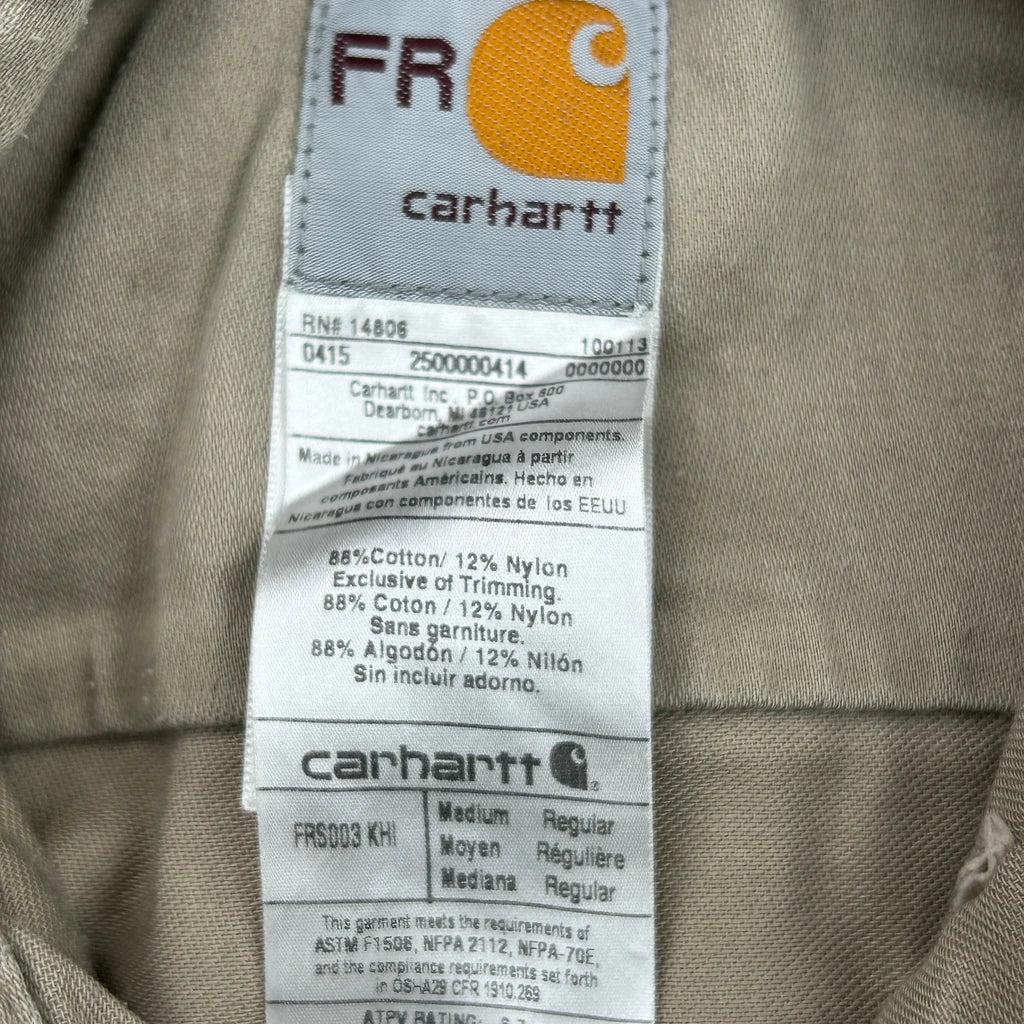 FR
carhartt
RN# 14806 100113
0415 2500000414 0000000
Carhartt Inc., P.O. Box 600
Dearborn, MI 48121 USA
carhartt.com
Made in Nicaragua from USA components.
Fabriqué au Nicaragua à partir
composants Américains. Hecho en
Nicaragua con componentes de los EEUU
88%Cotton/ 12% Nylon
Exclusive of Trimming.
88% Coton / 12% Nylon
Sans garniture.
88% Algodón / 12% Nilón
Sin incluir adorno.
carhartt ®
FRS003 KHI
Medium Regular
Moyen Régulière
Mediana Regular
This garment meets the requirements of
ASTM F1506, NFPA 2112, NFPA-70E,
and the compliance requirements set forth
in OSHA29 CFR 1910.269
ATPV RATING: